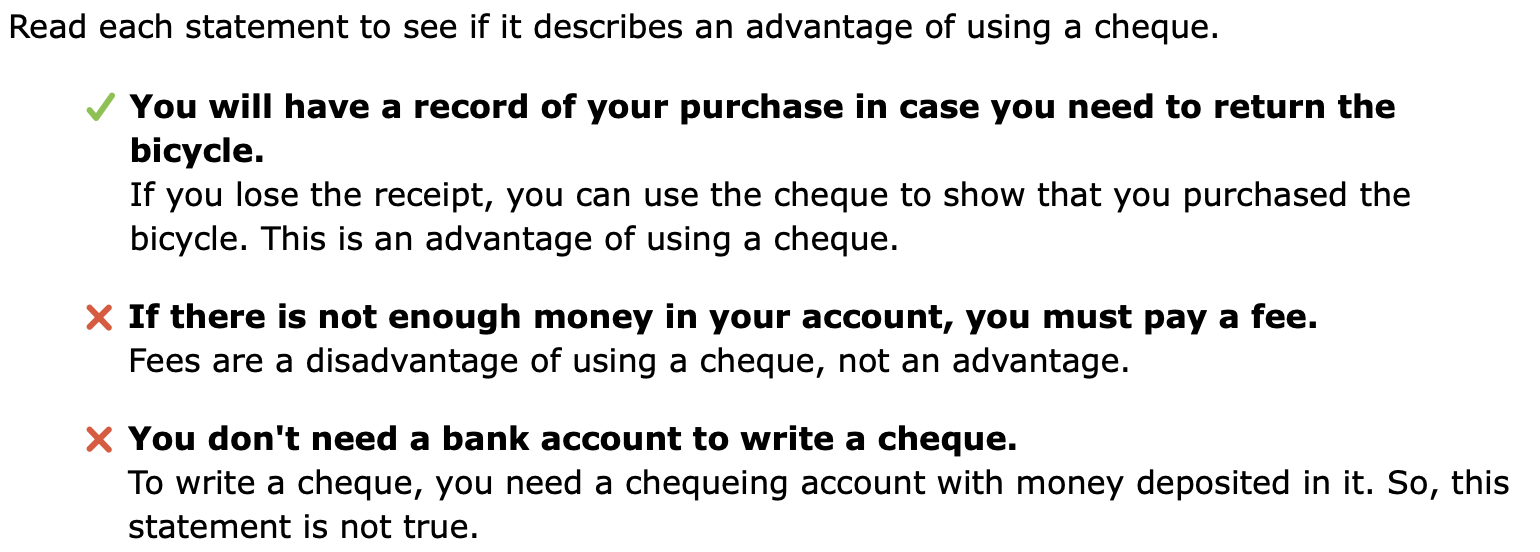 Read each statement to see if it describes an advantage of using a cheque.
You will have a record of your purchase in case you need to return the
bicycle.
If you lose the receipt, you can use the cheque to show that you purchased the
bicycle. This is an advantage of using a cheque.
If there is not enough money in your account, you must pay a fee.
Fees are a disadvantage of using a cheque, not an advantage.
You don't need a bank account to write a cheque.
To write a cheque, you need a chequeing account with money deposited in it. So, this
statement is not true.